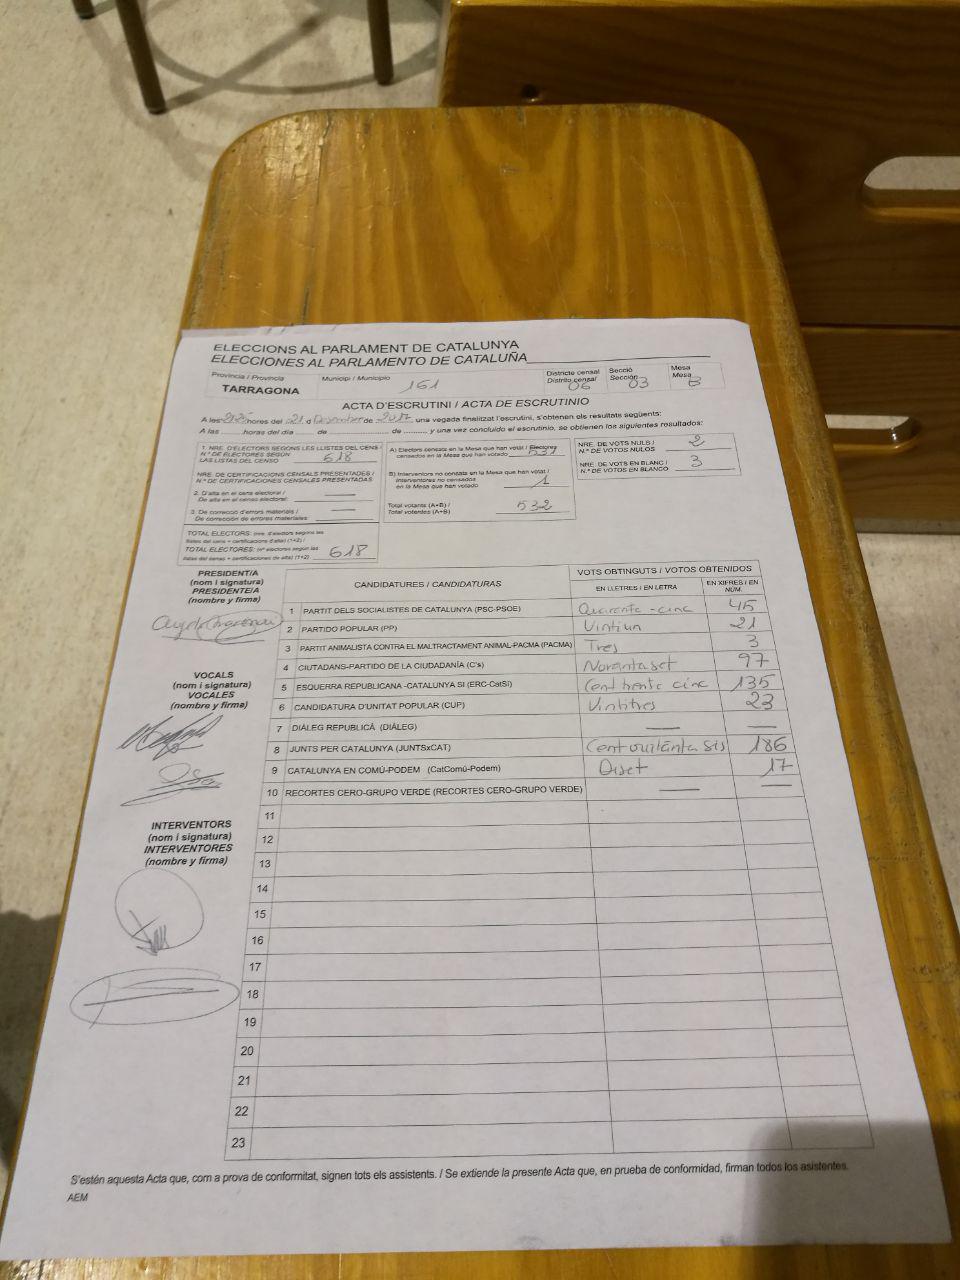 ELECCIONS AL PARLAMENT DE CATALUNYA
ELECCIONES AL PARLAMENTO DE CATALUÑA
Província / Provincia
TARRAGONA
Municipi / Municipio
161
Districte censal
Distrito censal
06
Secció
Sección
03
Mesa
Mesa
B
ACTA D'ESCRUTINI / ACTA DE ESCRUTINIO
A les hores del 21 d Desembre de 2017, una vegada finalitzat l'escrutini, s'obtenen els resultats següents:
A las ........ horas del día ........ de ........................ de .......... y una vez concluido el escrutinio, se obtienen los siguientes resultados:
1. NRE. D'ELECTORS SEGONS LES LLISTES DEL CENS
N.º DE ELECTORES SEGÚN
LAS LISTAS DEL CENSO
618
NRE. DE CERTIFICACIONS CENSALS PRESENTADES /
N.º DE CERTIFICACIONES CENSALES PRESENTADAS
2. D'alta en el cens electoral /
De alta en el censo electoral:
3. De correcció d'errors materials /
De corrección de errores materiales:
TOTAL ELECTORS: (nre. d'electors segons les
llistes del cens + certificacions d'alta) (1+2) /
TOTAL ELECTORES: (nº electores según las
listas del censo + certificaciones de alta) (1+2)
618
A) Electors censats en la Mesa que han votat / Electores
censados en la Mesa que han votado
531
B) Interventors no censats en la Mesa que han votat /
Interventores no censados
en la Mesa que han votado
1
Total votants (A+B) /
Total votantes (A+B)
532
NRE. DE VOTS NULS /
N.º DE VOTOS NULOS
2
NRE. DE VOTS EN BLANC /
N.º DE VOTOS EN BLANCO
3
PRESIDENT/A
(nom i signatura)
PRESIDENTE/A
(nombre y firma)
VOCALS
(nom i signatura)
VOCALES
(nombre y firma)
INTERVENTORS
(nom i signatura)
INTERVENTORES
(nombre y firma)
CANDIDATURES / CANDIDATURAS
VOTS OBTINGUTS / VOTOS OBTENIDOS
EN LLETRES / EN LETRA
EN XIFRES / EN NÚM.
1 PARTIT DELS SOCIALISTES DE CATALUNYA (PSC-PSOE) Quaranta-cinc 45
2 PARTIDO POPULAR (PP) Vintiun 21
3 PARTIT ANIMALISTA CONTRA EL MALTRACTAMENT ANIMAL-PACMA (PACMA) Tres 3
4 CIUTADANS-PARTIDO DE LA CIUDADANÍA (C's) Norantaset 97
5 ESQUERRA REPUBLICANA -CATALUNYA SI (ERC-CatSí) Cent trenta cinc 135
6 CANDIDATURA D'UNITAT POPULAR (CUP) Vintitres 23
7 DIÀLEG REPUBLICÀ (DIÀLEG)
8 JUNTS PER CATALUNYA (JUNTSxCAT) Cent vuitanta sis 186
9 CATALUNYA EN COMÚ-PODEM (CatComú-Podem) Diset 17
10 RECORTES CERO-GRUPO VERDE (RECORTES CERO-GRUPO VERDE)
11
12
13
14
15
16
17
18
19
20
21
22
23
S'estén aquesta Acta que, com a prova de conformitat, signen tots els assistents. / Se extiende la presente Acta que, en prueba de conformidad, firman todos los asistentes.
AEM